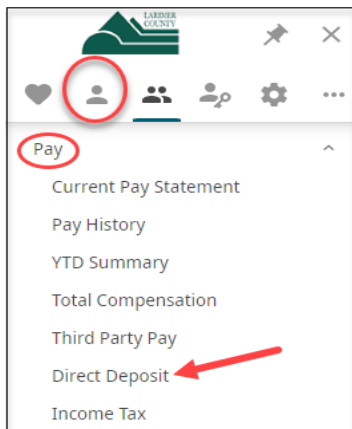 LARIMER
COUNTY
Pay
Current Pay Statement
Pay History
YTD Summary
Total Compensation
Third Party Pay
Direct Deposit
Income Tax